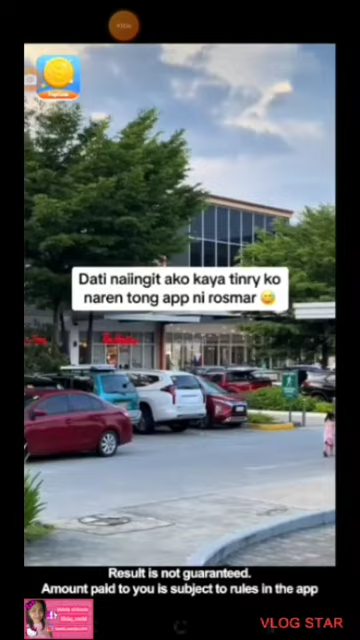 Dati naiingit ako kaya tinry ko
naren tong app ni rosmar 😋
Result is not guaranteed.
Amount paid to you is subject to rules in the app
VLOG STAR